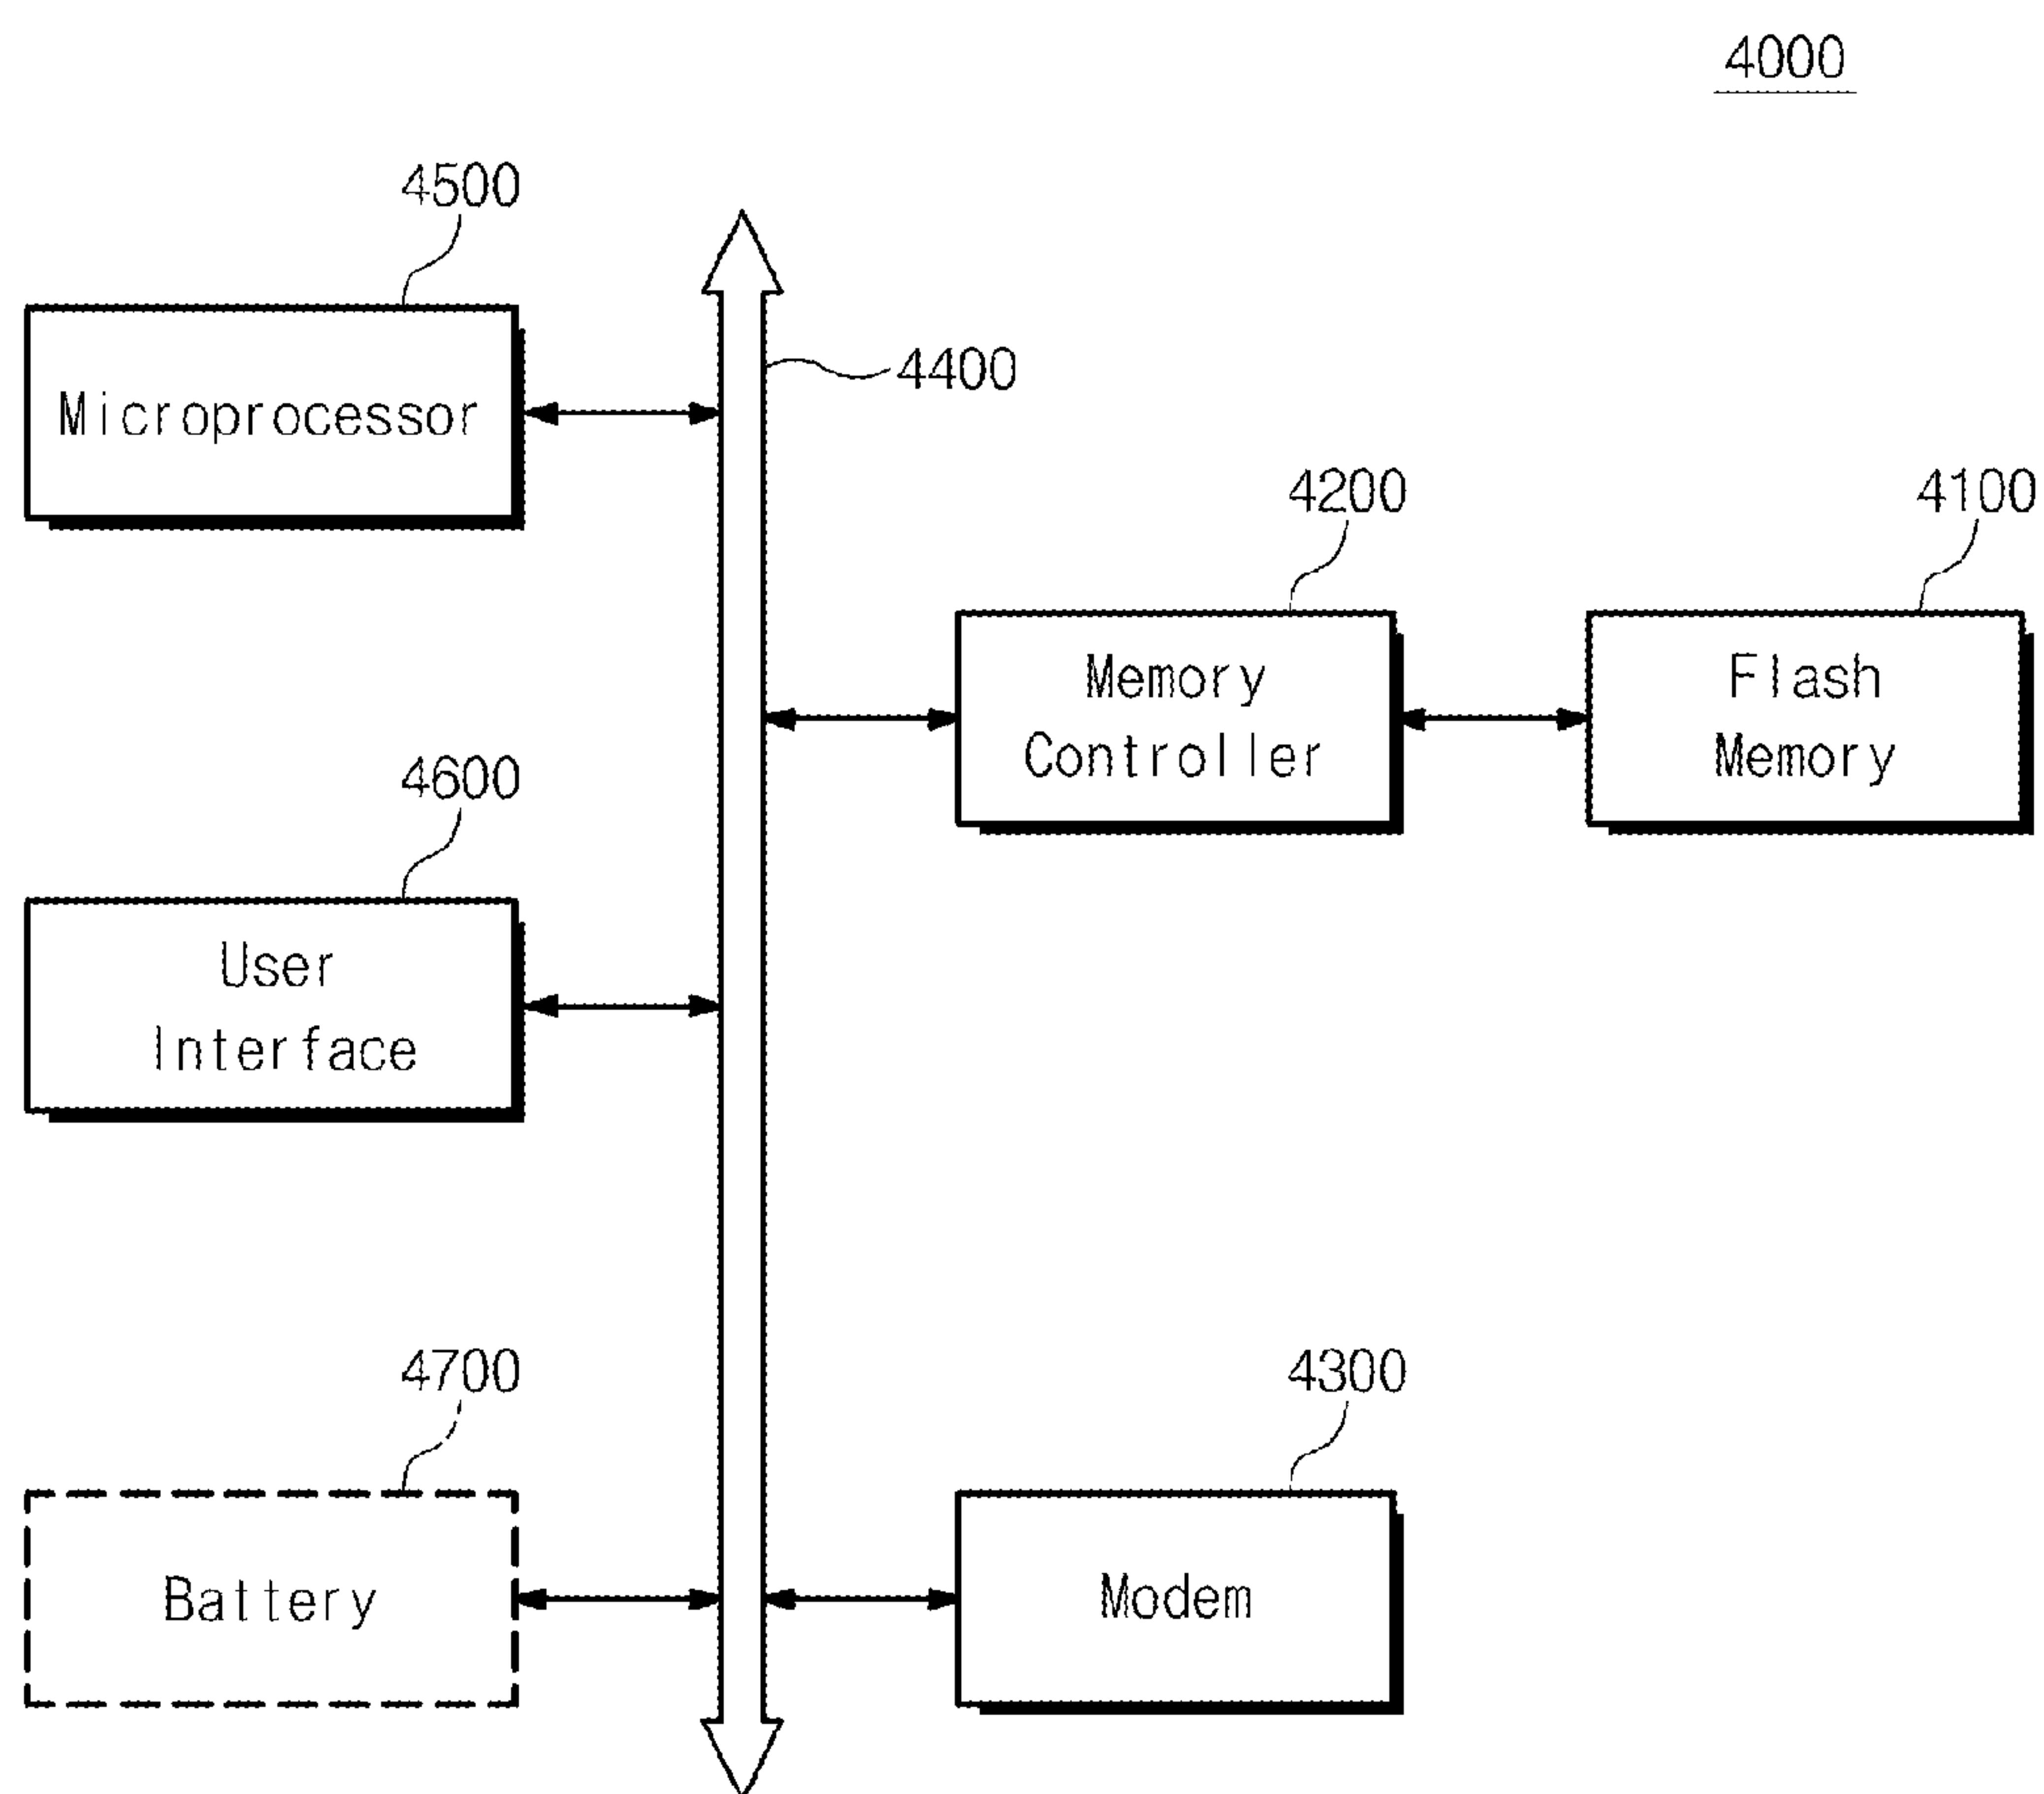 4000
4500
Microprocessor
4400
4200
4100
Memory
Controller
Flash
Memory
4600
User
Interface
4700
Battery
4300
Modem